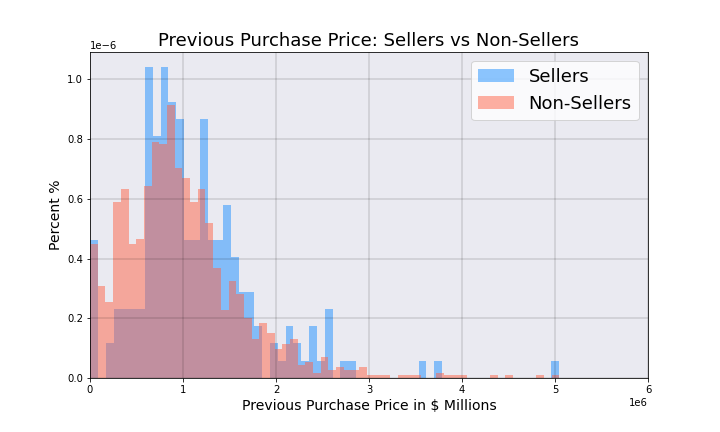 Previous Purchase Price: Sellers vs Non-Sellers
1e−6
Sellers
Non-Sellers
1.0
0.8
0.6
0.4
0.2
0.0
Percent %
0 1 2 3 4 5 6
1e6
Previous Purchase Price in $ Millions